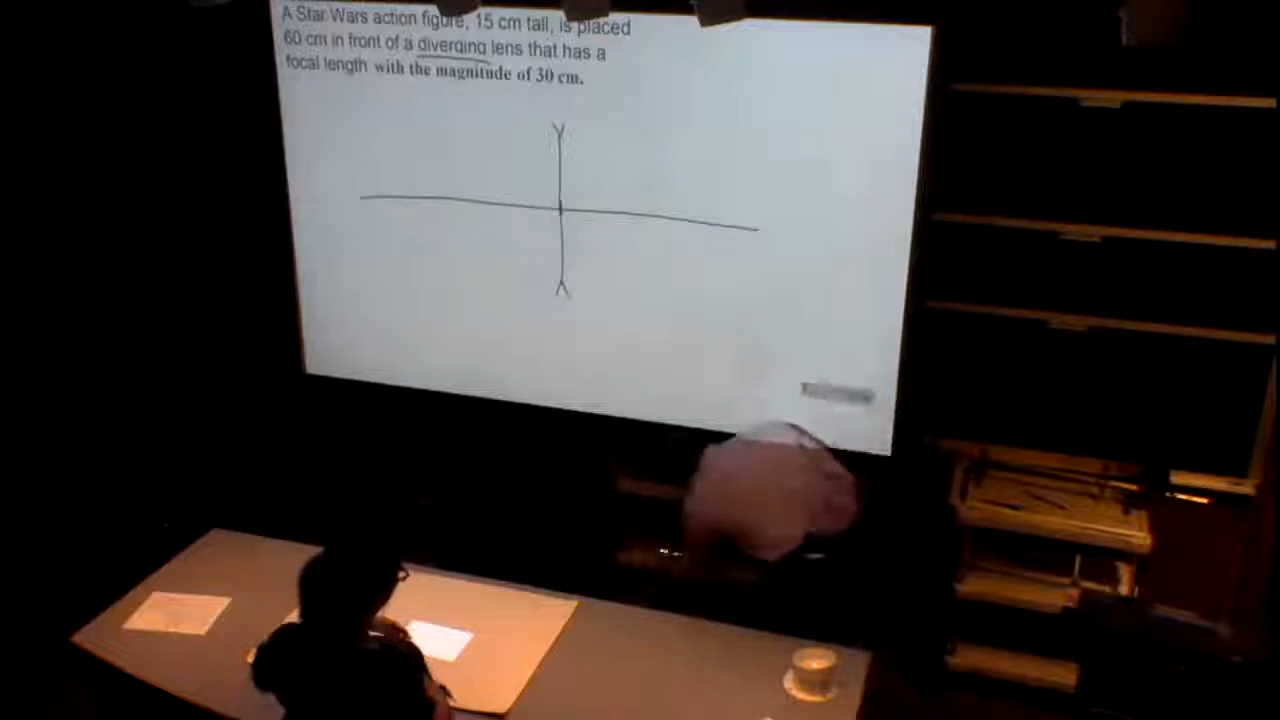 A Star Wars action figure, 15 cm tall, is placed
60 cm in front of a diverging lens that has a
focal length with the magnitude of 30 cm.